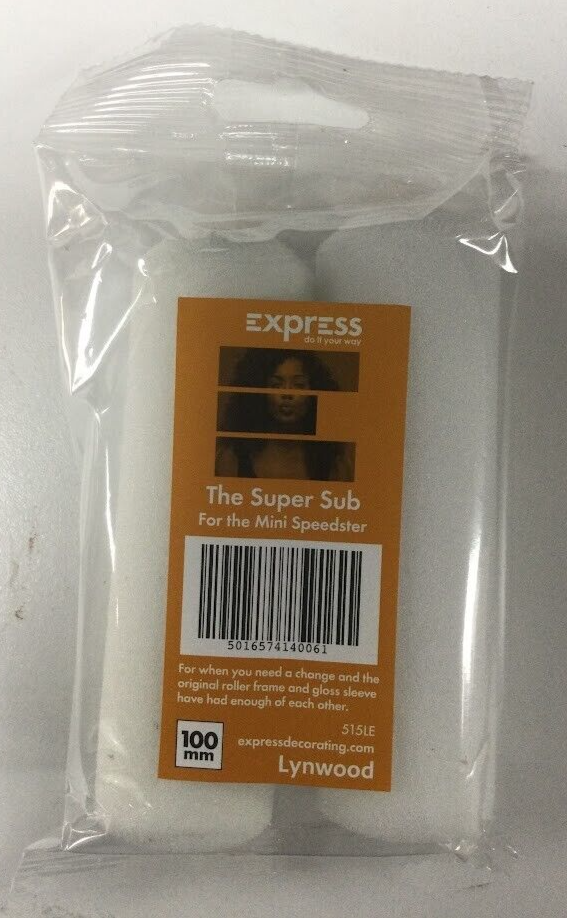 express
do it your way
The Super Sub
For the Mini Speedster
5016574140061
For when you need a change and the
original roller frame and gloss sleeve
have had enough of each other.
515LE
100
mm
expressdecorating.com
Lynwood